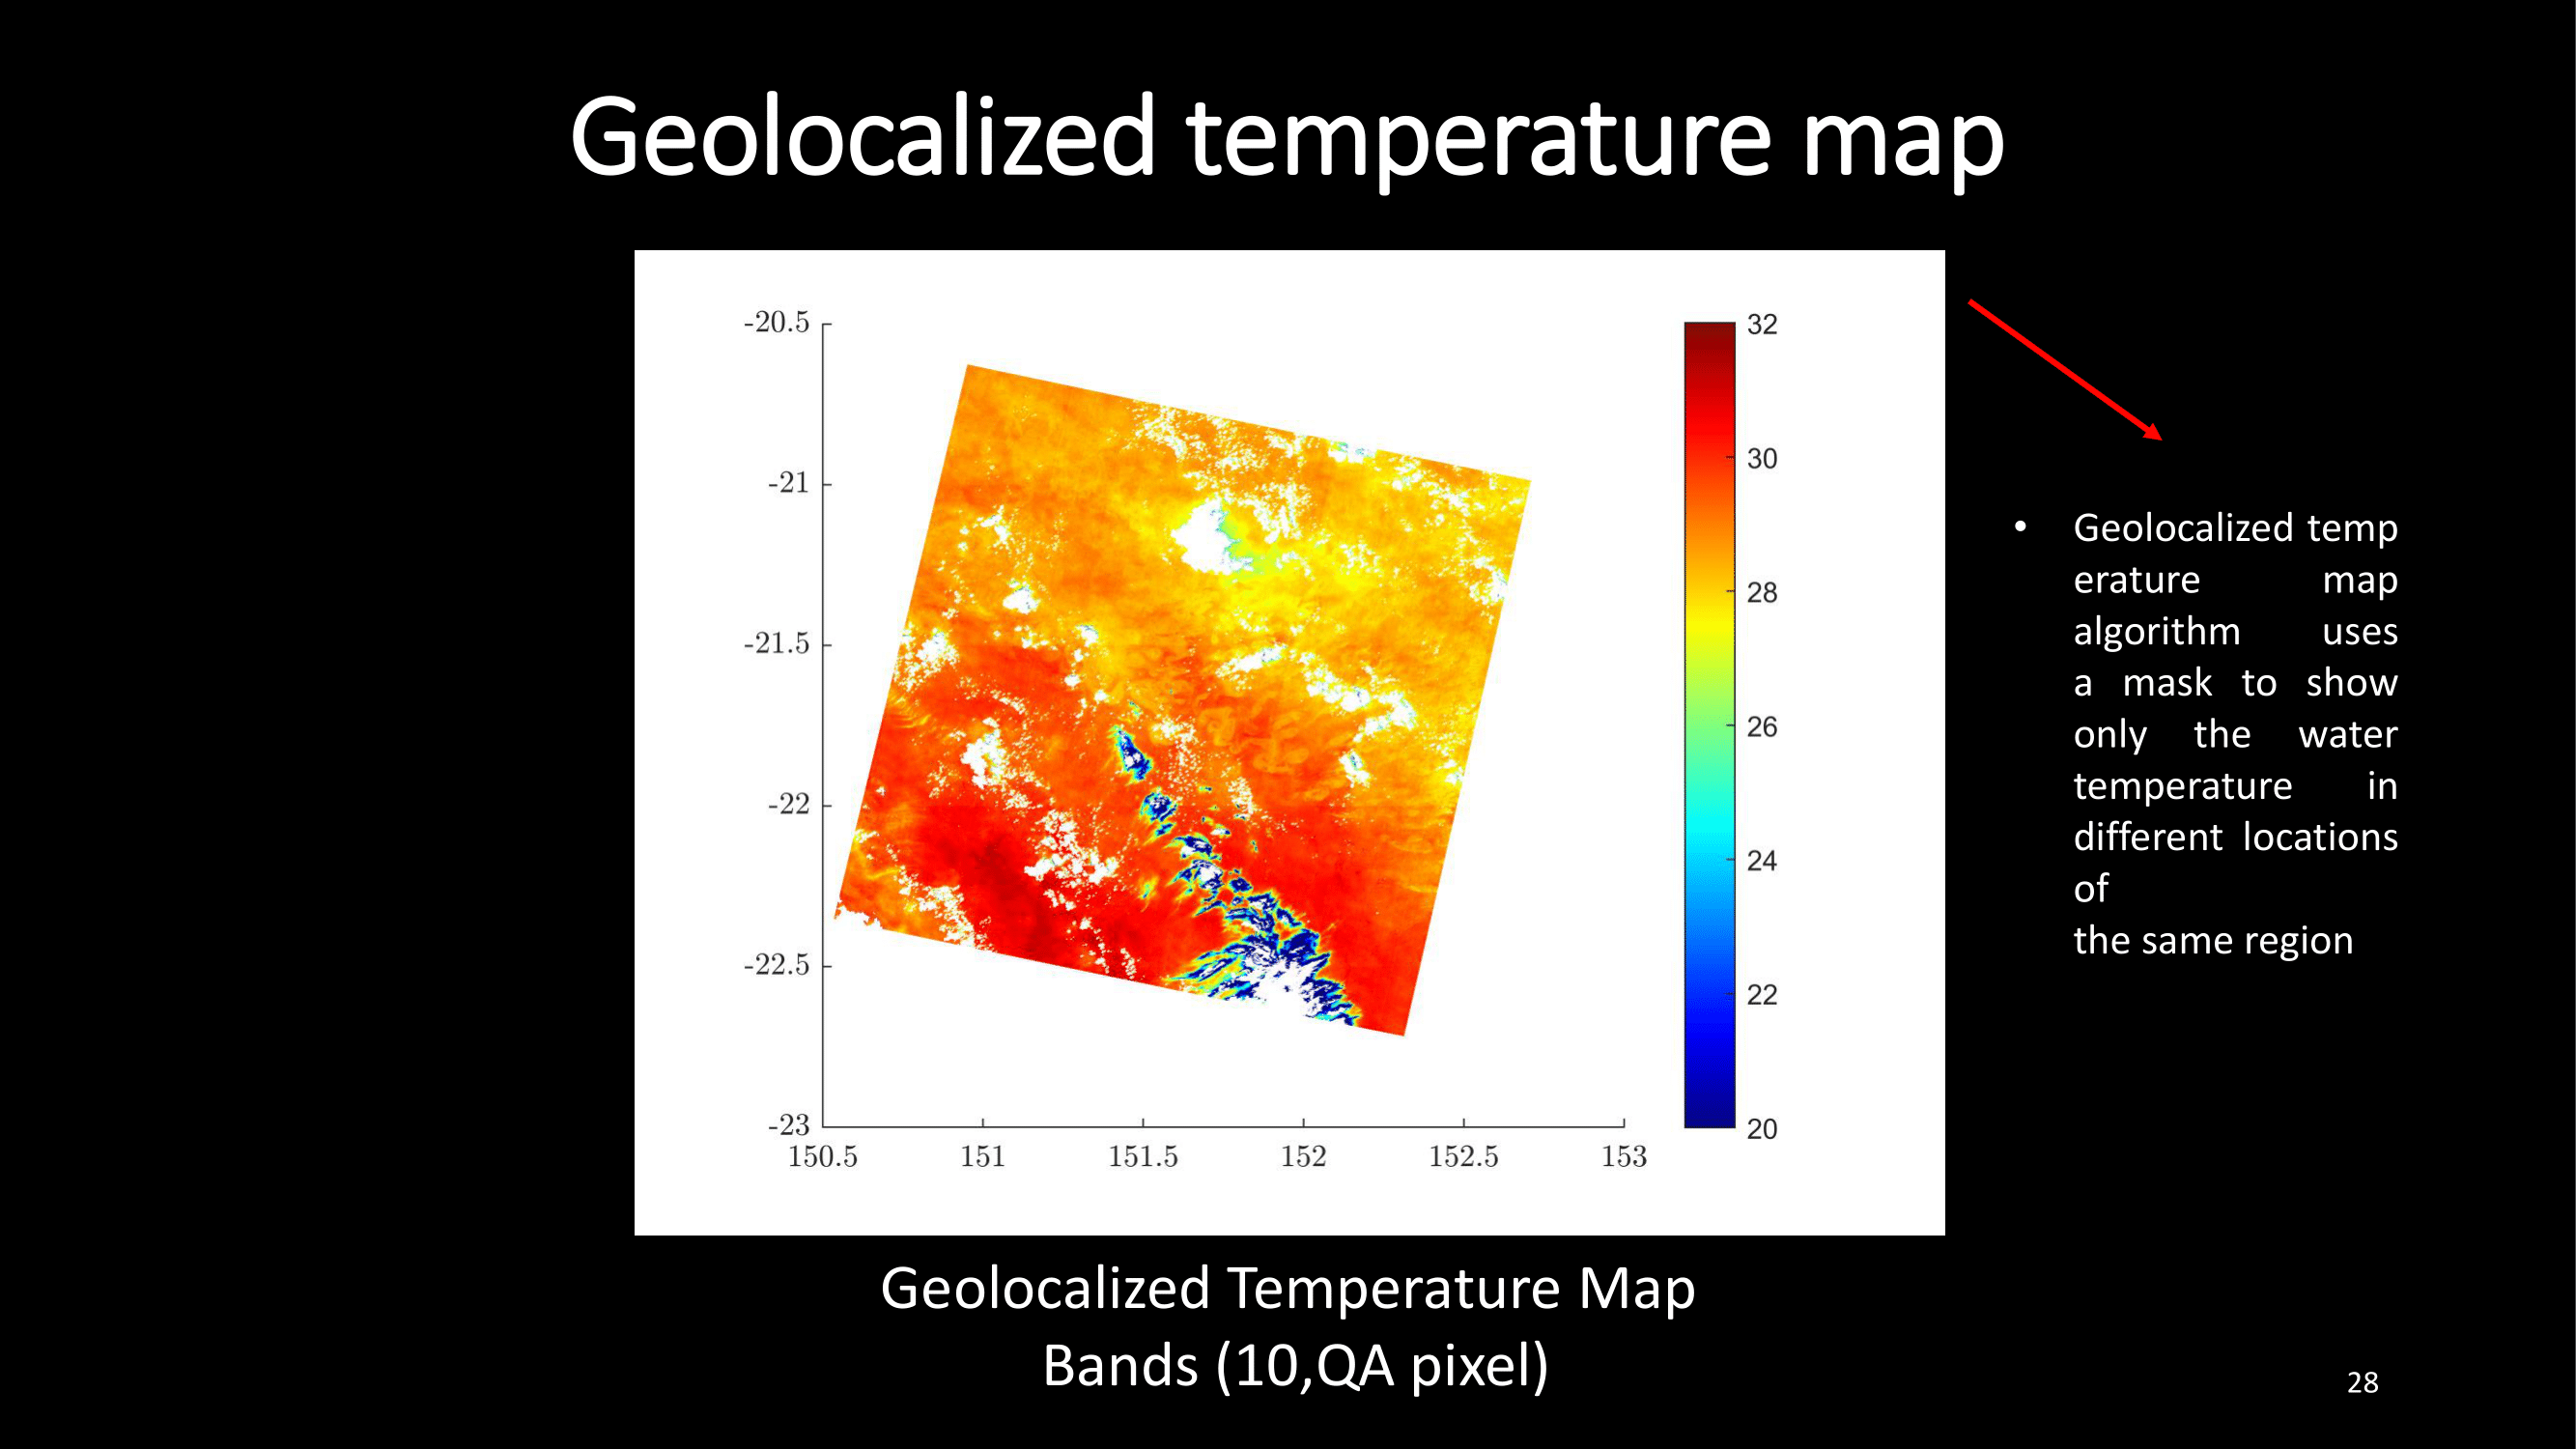 Geolocalized temperature map
-20.5
-21
-21.5
-22
-22.5
-23
150.5 151 151.5 152 152.5 153
32
30
28
26
24
22
20
• Geolocalized temp
erature map
algorithm uses
a mask to show
only the water
temperature in
different locations
of
the same region
Geolocalized Temperature Map
Bands (10,QA pixel)
28